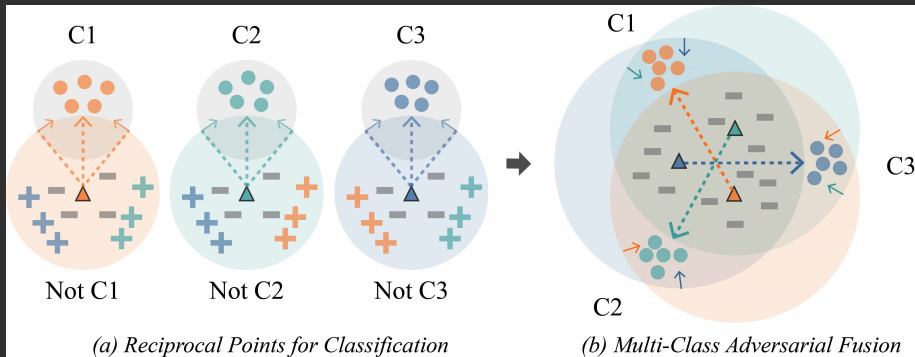 C1
C2
C3
Not C1
Not C2
Not C3
(a) Reciprocal Points for Classification
C1
C3
C2
(b) Multi-Class Adversarial Fusion